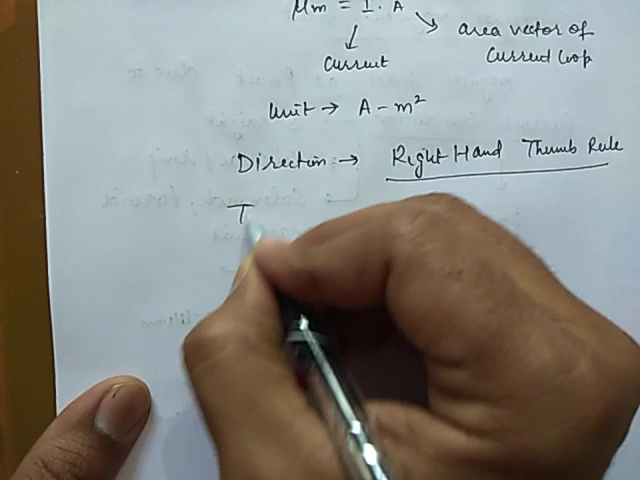 μm = I. A
area vector of
Current loop
Current
Unit → A - m²
Direction :→ Right Hand Thumb Rule
T